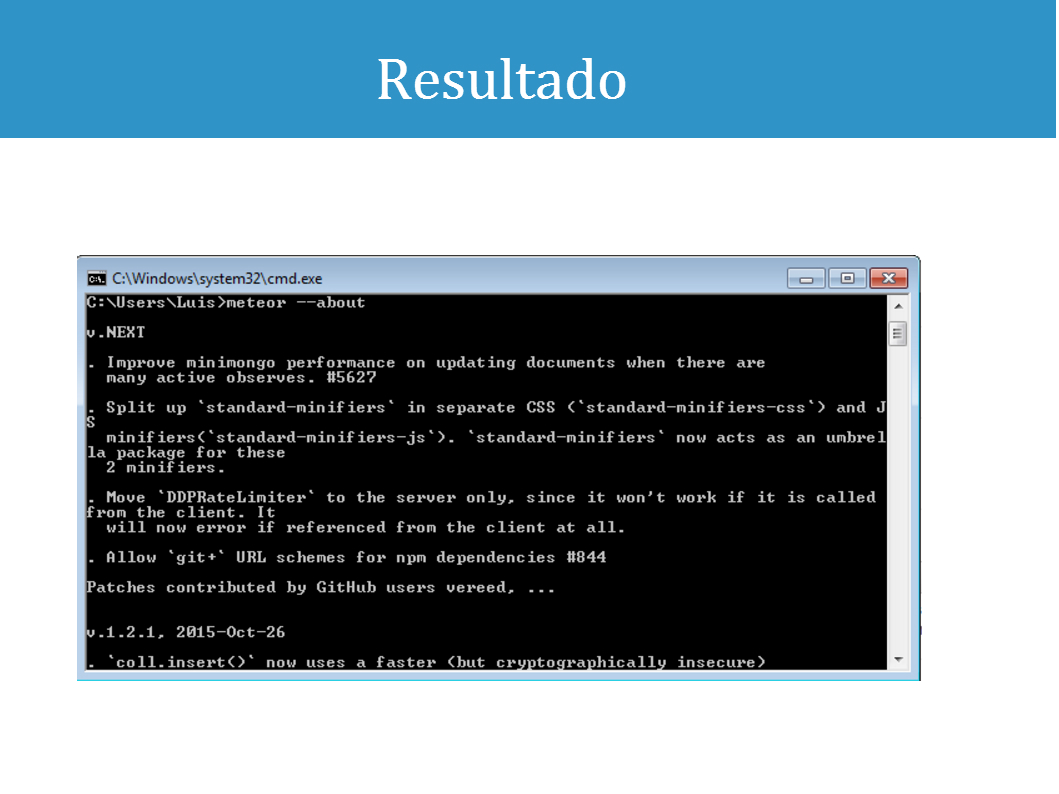 Resultado
C:\Windows\system32\cmd.exe
C:\Users\Luis>meteor --about
v.NEXT
. Improve minimongo performance on updating documents when there are
many active observes. #5627
. Split up `standard-minifiers` in separate CSS (`standard-minifiers-css`) and J
S
minifiers(`standard-minifiers-js`). `standard-minifiers` now acts as an umbrel
la package for these
2 minifiers.
. Move `DDPRateLimiter` to the server only, since it won't work if it is called
from the client. It
will now error if referenced from the client at all.
. Allow `git+` URL schemes for npm dependencies #844
Patches contributed by GitHub users vereed, ...
v.1.2.1, 2015-Oct-26
. `coll.insert()` now uses a faster (but cryptographically insecure)